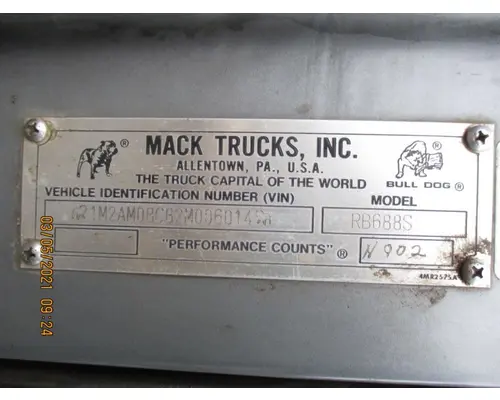 MACK TRUCKS, INC.
ALLENTOWN, PA., U.S.A.
THE TRUCK CAPITAL OF THE WORLD
BULL DOG ®
VEHICLE IDENTIFICATION NUMBER (VIN)
MODEL
RB688S
"PERFORMANCE COUNTS" ®
N902
4MR2575A
03/05/2021 09:24